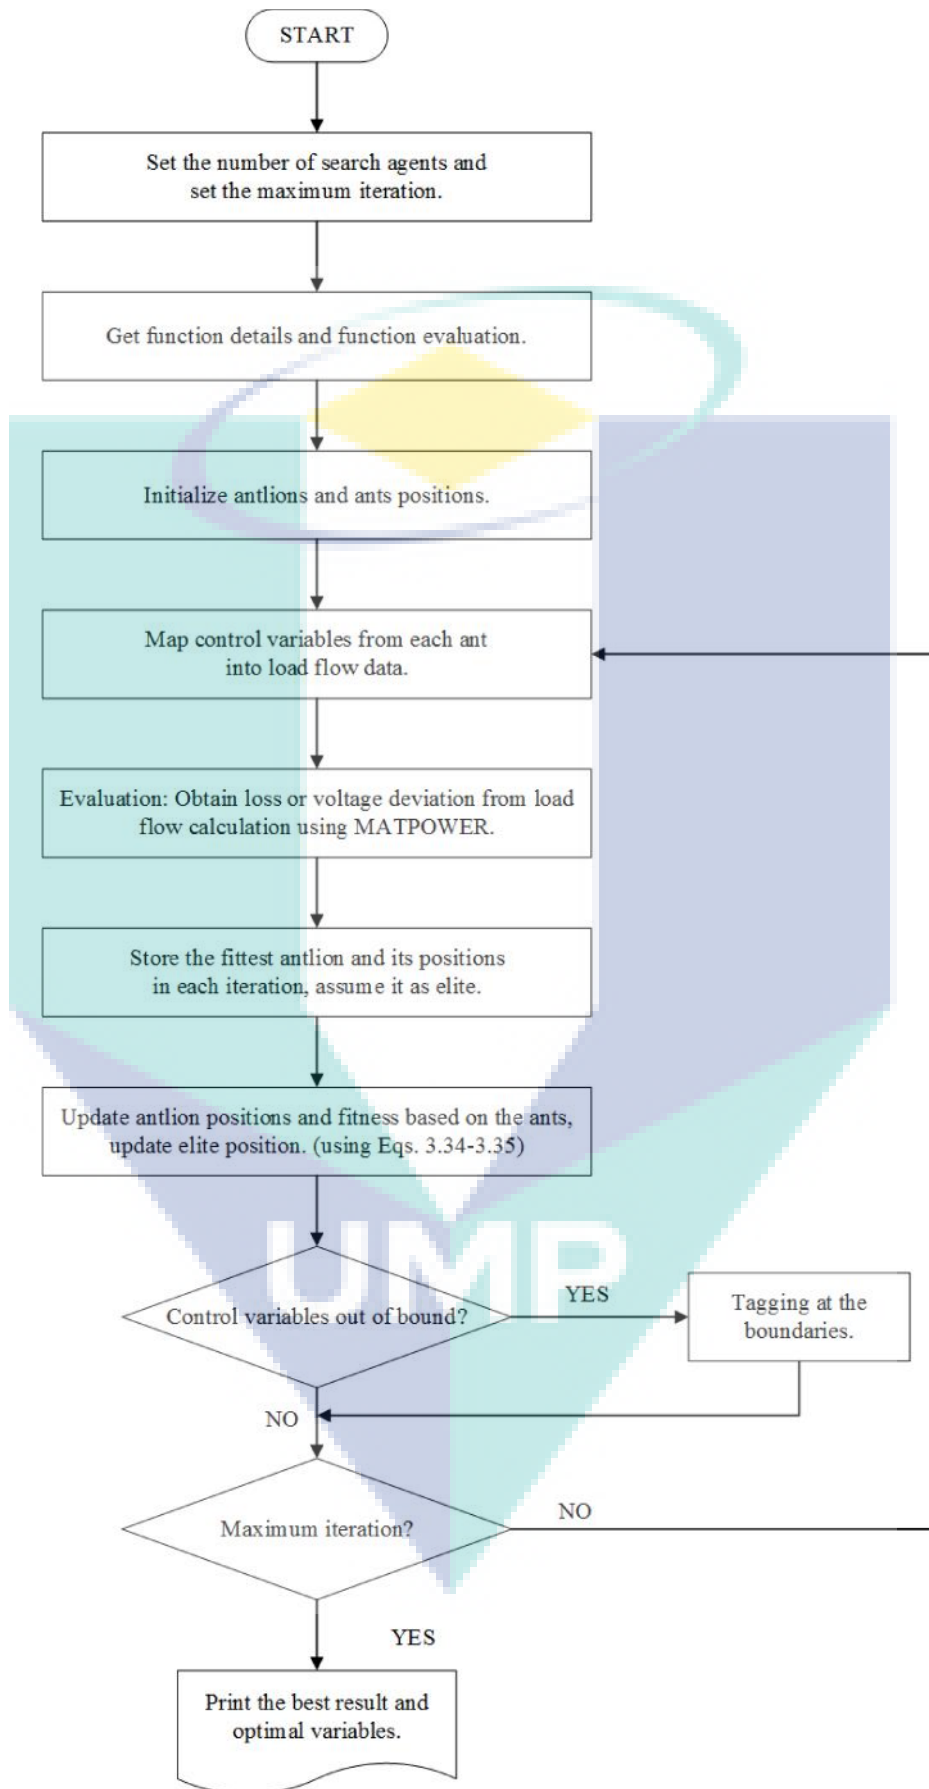 START
Set the number of search agents and
set the maximum iteration.
Get function details and function evaluation.
Initialize antlions and ants positions.
Map control variables from each ant
into load flow data.
Evaluation: Obtain loss or voltage deviation from load
flow calculation using MATPOWER.
Store the fittest antlion and its positions
in each iteration, assume it as elite.
Update antlion positions and fitness based on the ants,
update elite position. (using Eqs. 3.34-3.35)
UMP
Control variables out of bound?
YES
Tagging at the
boundaries.
NO
Maximum iteration?
NO
YES
Print the best result and
optimal variables.